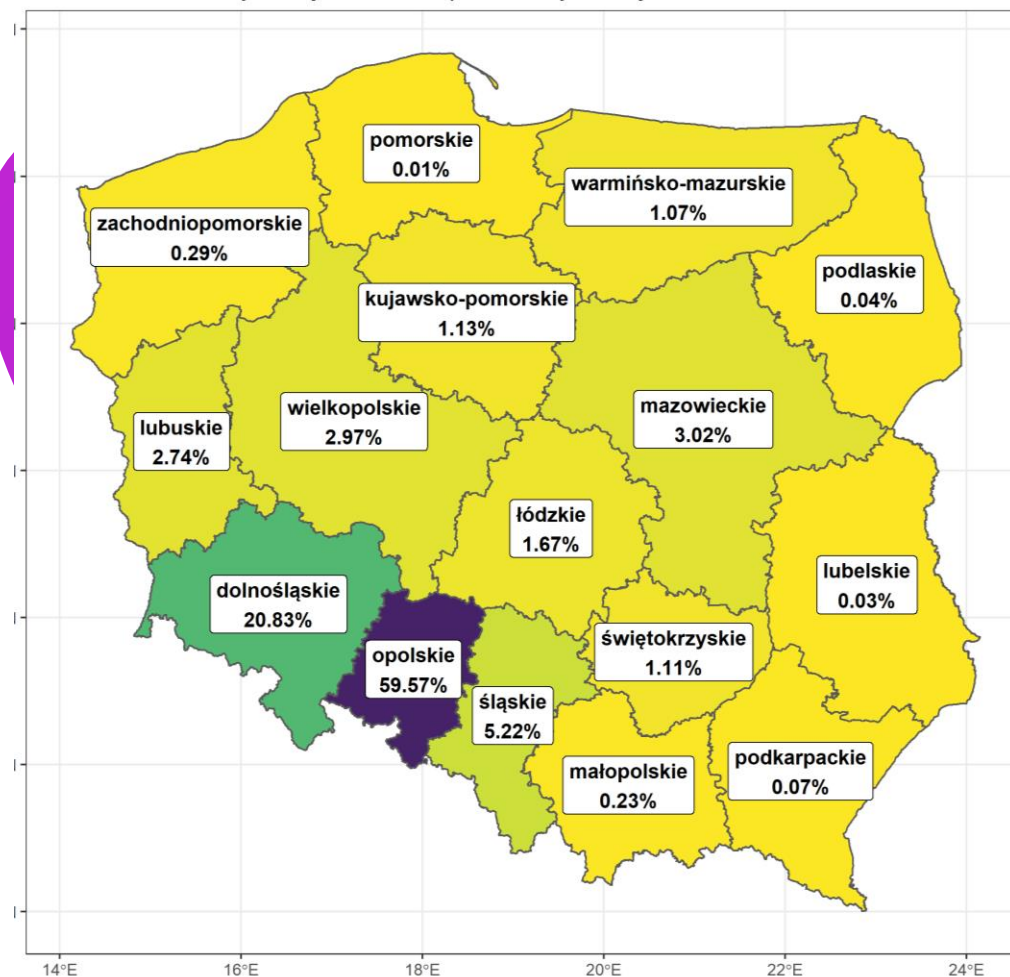 pomorskie
0.01%
warmińsko-mazurskie
1.07%
zachodniopomorskie
0.29%
podlaskie
0.04%
kujawsko-pomorskie
1.13%
wielkopolskie
2.97%
mazowieckie
3.02%
lubuskie
2.74%
łódzkie
1.67%
lubelskie
0.03%
dolnośląskie
20.83%
świętokrzyskie
1.11%
opolskie
59.57%
śląskie
5.22%
małopolskie
0.23%
podkarpackie
0.07%
14°E 16°E 18°E 20°E 22°E 24°E